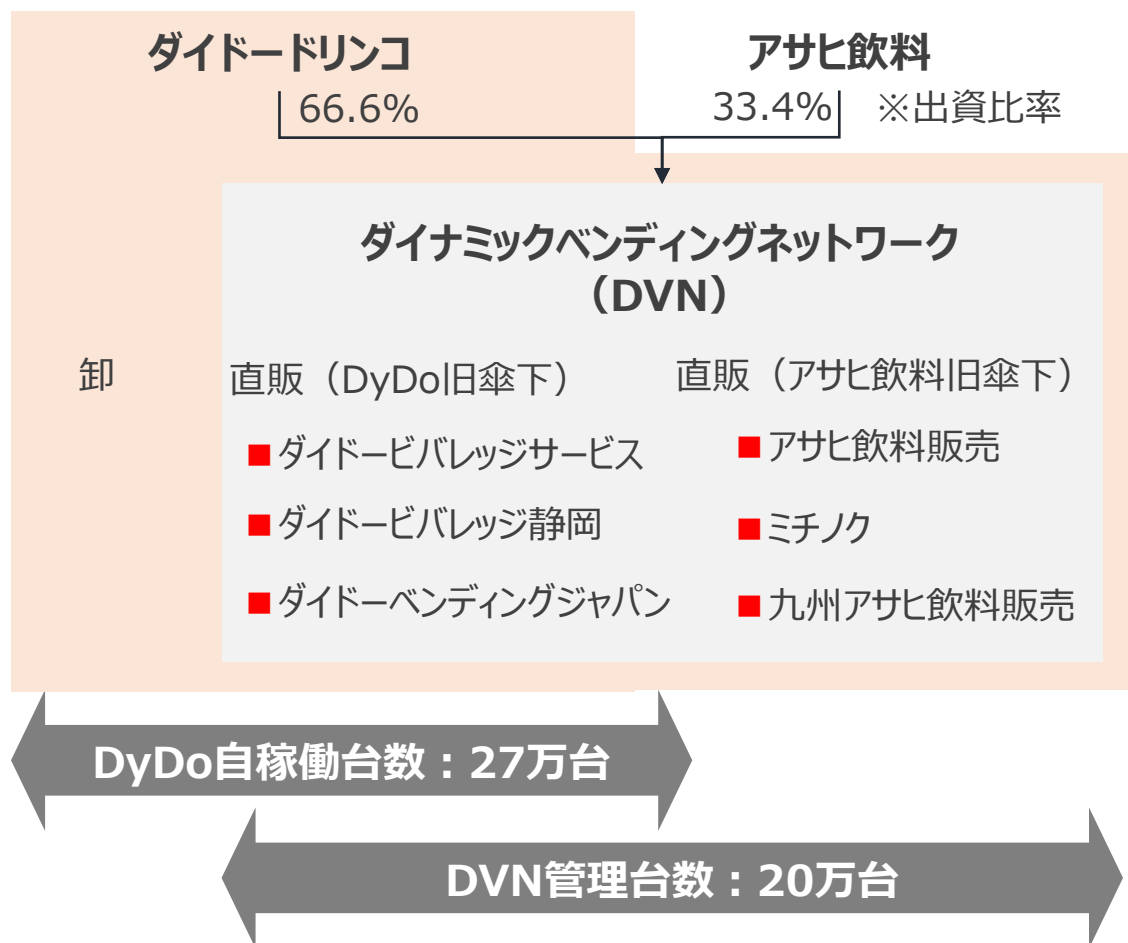 ダイドードリンコ
アサヒ飲料
66.6%
33.4% ※出資比率
ダイナミックベンディングネットワーク
（DVN）
卸
直販（DyDo旧傘下）
直販（アサヒ飲料旧傘下）
■ダイドービバレッジサービス
■アサヒ飲料販売
■ダイドービバレッジ静岡
■ミチノク
■ダイドーベンディングジャパン
■九州アサヒ飲料販売
DyDo自稼働台数：27万台
DVN管理台数：20万台